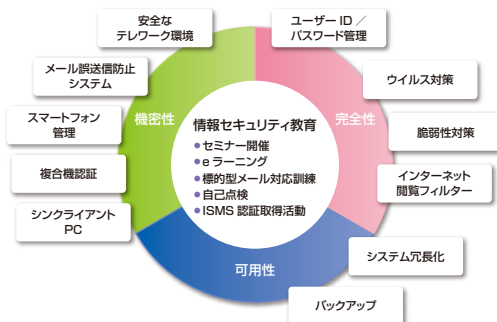 安全な
テレワーク環境
ユーザー ID ／
パスワード管理
メール誤送信防止
システム
ウイルス対策
スマートフォン
管理
機密性
完全性
脆弱性対策
情報セキュリティ教育
●セミナー開催
●e ラーニング
●標的型メール対応訓練
●自己点検
●ISMS 認証取得活動
複合機認証
インターネット
閲覧フィルター
シンクライアント
PC
可用性
システム冗長化
バックアップ